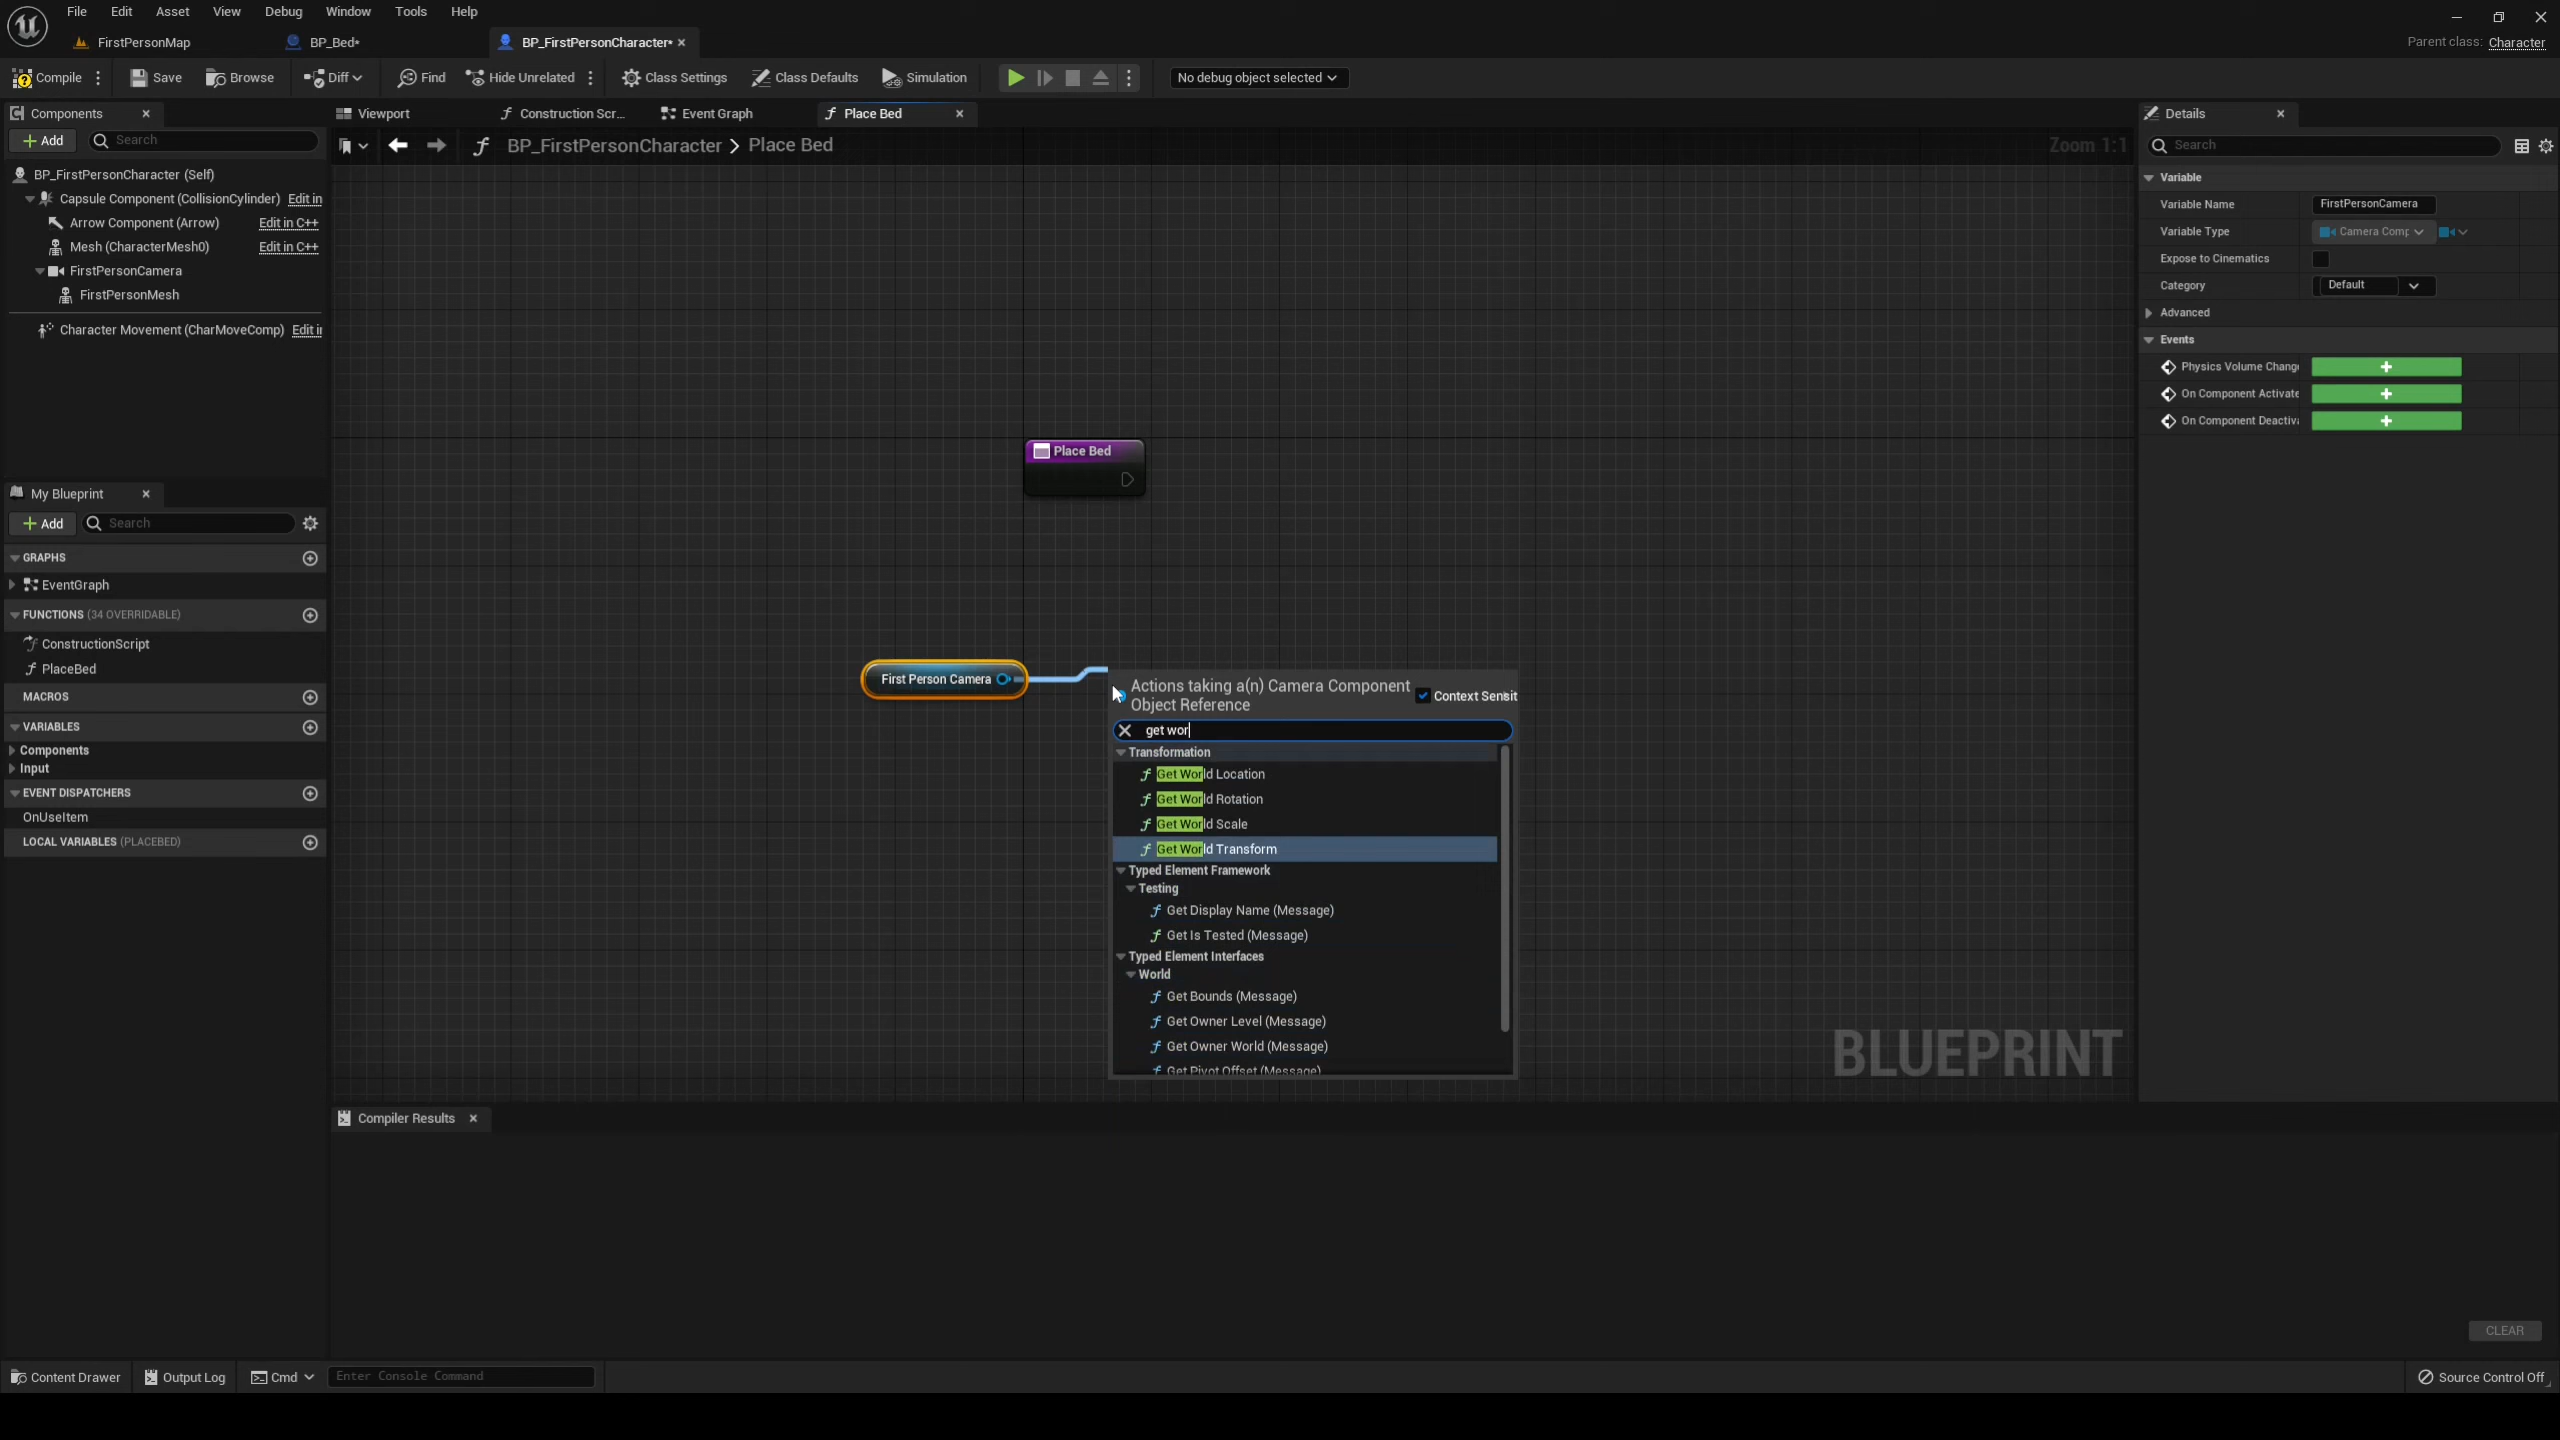 File Edit Asset View Debug Window Tools Help
FirstPersonMap BP_Bed* BP_FirstPersonCharacter*
Parent class: Character
Compile Save Browse Diff Find Hide Unrelated Class Settings Class Defaults Simulation No debug object selected
Components
Add Search
BP_FirstPersonCharacter (Self)
Capsule Component (CollisionCylinder) Edit in
Arrow Component (Arrow) Edit in C++
Mesh (CharacterMesh0) Edit in C++
FirstPersonCamera
FirstPersonMesh
Character Movement (CharMoveComp) Edit in
My Blueprint
Add Search
GRAPHS
EventGraph
FUNCTIONS (34 OVERRIDABLE)
ConstructionScript
PlaceBed
MACROS
VARIABLES
Components
Input
EVENT DISPATCHERS
OnUseItem
LOCAL VARIABLES (PLACEBED)
Viewport Construction Scr... Event Graph Place Bed
BP_FirstPersonCharacter > Place Bed Zoom 1:1
Place Bed
First Person Camera
Actions taking a(n) Camera Component
Object Reference
Context Sensit
get wor
Transformation
Get World Location
Get World Rotation
Get World Scale
Get World Transform
Typed Element Framework
Testing
Get Display Name (Message)
Get Is Tested (Message)
Typed Element Interfaces
World
Get Bounds (Message)
Get Owner Level (Message)
Get Owner World (Message)
Get Pivot Offset (Message)
BLUEPRINT
Details
Search
Variable
Variable Name FirstPersonCamera
Variable Type Camera Comp
Expose to Cinematics
Category Default
Advanced
Events
Physics Volume Chang
On Component Activate
On Component Deactiv
Compiler Results
CLEAR
Content Drawer Output Log Cmd Enter Console Command Source Control Off